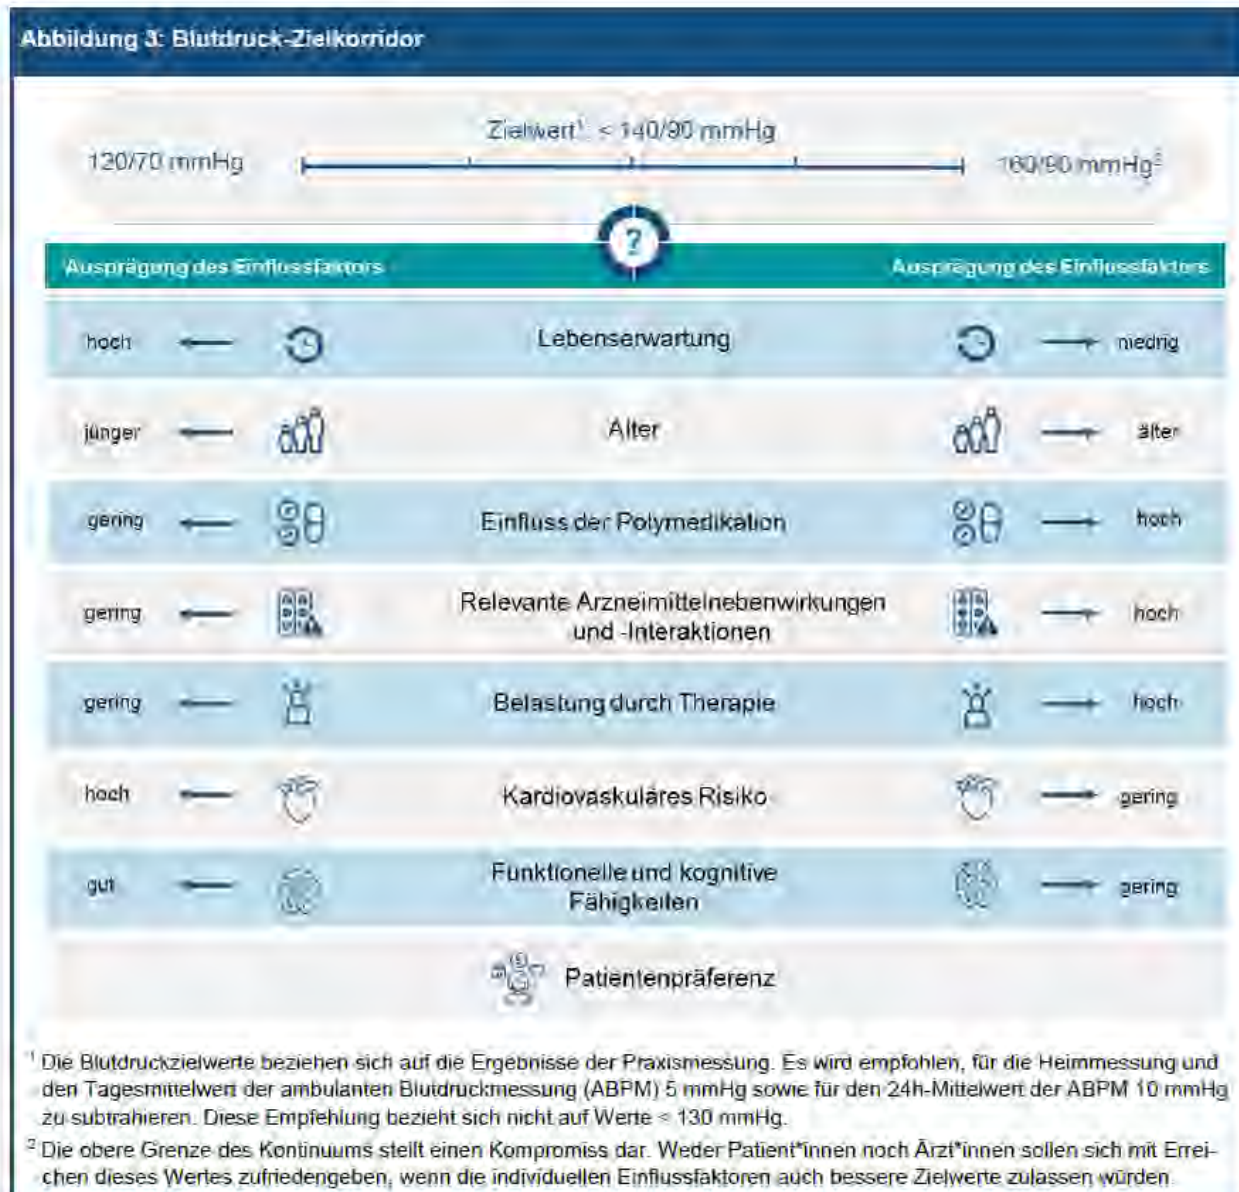 Abbildung 3: Blutdruck-Zielkorridor
Zielwert¹: < 140/90 mmHg
120/70 mmHg
160/90 mmHg²
?
Ausprägung des Einflussfaktors
Ausprägung des Einflussfaktors
hoch Lebenserwartung niedrig
jünger Alter älter
gering Einfluss der Polymedikation hoch
gering Relevante Arzneimittelnebenwirkungen
und -Interaktionen hoch
gering Belastung durch Therapie hoch
hoch Kardiovaskuläres Risiko gering
gut Funktionelle und kognitive
Fähigkeiten gering
Patientenpräferenz
¹ Die Blutdruckzielwerte beziehen sich auf die Ergebnisse der Praxismessung. Es wird empfohlen, für die Heimmessung und
den Tagesmittelwert der ambulanten Blutdruckmessung (ABPM) 5 mmHg sowie für den 24h-Mittelwert der ABPM 10 mmHg
zu subtrahieren. Diese Empfehlung bezieht sich nicht auf Werte < 130 mmHg.
² Die obere Grenze des Kontinuums stellt einen Kompromiss dar. Weder Patient*innen noch Ärzt*innen sollen sich mit Errei-
chen dieses Wertes zufriedengeben, wenn die individuellen Einflussfaktoren auch bessere Zielwerte zulassen würden.